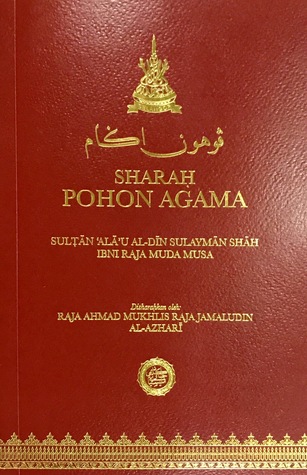 ڤوهون اݢام
SHARAḤ
POHON AGAMA
SULṬĀN 'ALĀ'U AL-DĪN SULAYMĀN SHĀH
IBNI RAJA MUDA MUSA
Disharahkan oleh:
RAJA AHMAD MUKHLIS RAJA JAMALUDIN
AL-AZHARĪ